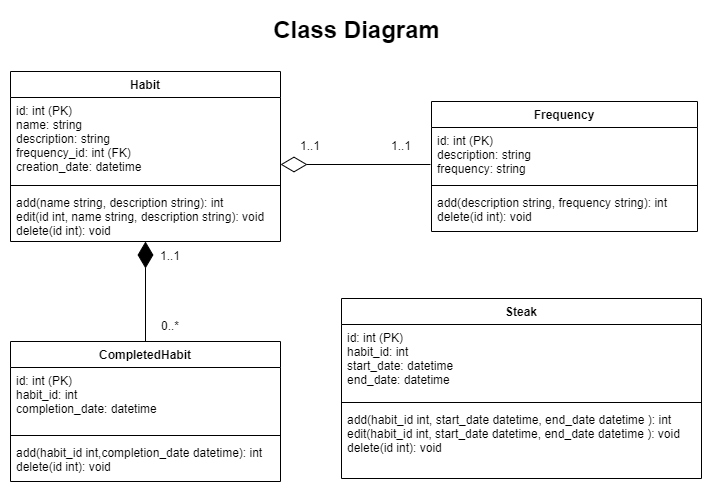 Class Diagram
Habit
id: int (PK)
name: string
description: string
frequency_id: int (FK)
creation_date: datetime
add(name string, description string): int
edit(id int, name string, description string): void
delete(id int): void
1..1
1..1
Frequency
id: int (PK)
description: string
frequency: string
add(description string, frequency string): int
delete(id int): void
1..1
0..*
CompletedHabit
id: int (PK)
habit_id: int
completion_date: datetime
add(habit_id int,completion_date datetime): int
delete(id int): void
Steak
id: int (PK)
habit_id: int
start_date: datetime
end_date: datetime
add(habit_id int, start_date datetime, end_date datetime ): int
edit(habit_id int, start_date datetime, end_date datetime ): void
delete(id int): void